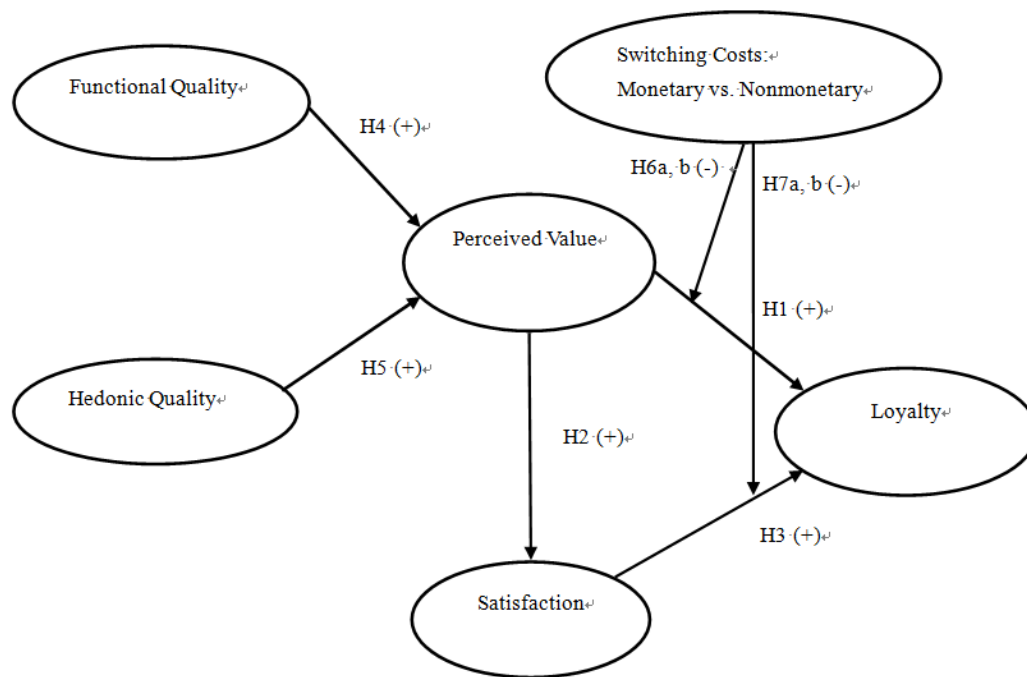 Switching Costs:
Monetary vs. Nonmonetary
Functional Quality
H4 (+)
H6a, b (-)
H7a, b (-)
Perceived Value
H1 (+)
H5 (+)
Hedonic Quality
Loyalty
H2 (+)
H3 (+)
Satisfaction